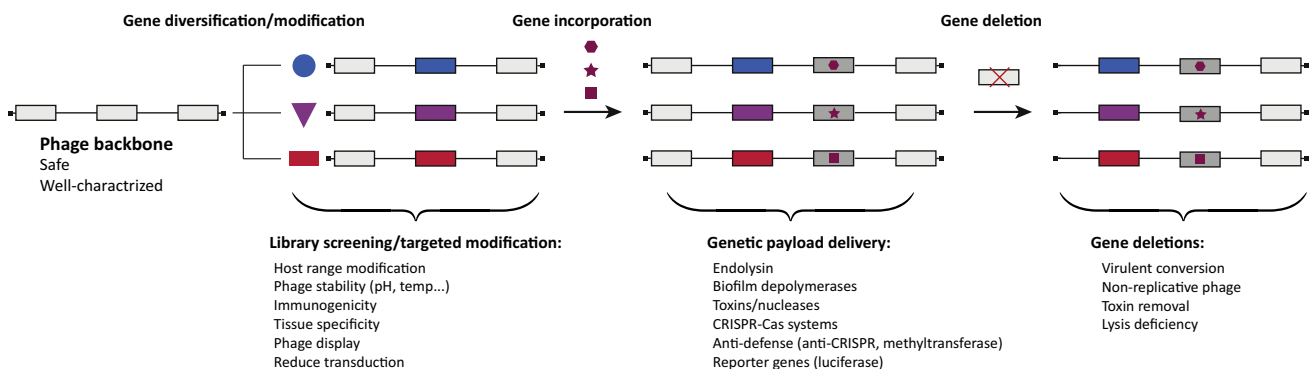 Gene diversification/modification
Gene incorporation
Gene deletion
Phage backbone
Safe
Well-charactrized
Library screening/targeted modification:
Host range modification
Phage stability (pH, temp...)
Immunogenicity
Tissue specificity
Phage display
Reduce transduction
Genetic payload delivery:
Endolysin
Biofilm depolymerases
Toxins/nucleases
CRISPR-Cas systems
Anti-defense (anti-CRISPR, methyltransferase)
Reporter genes (luciferase)
Gene deletions:
Virulent conversion
Non-replicative phage
Toxin removal
Lysis deficiency